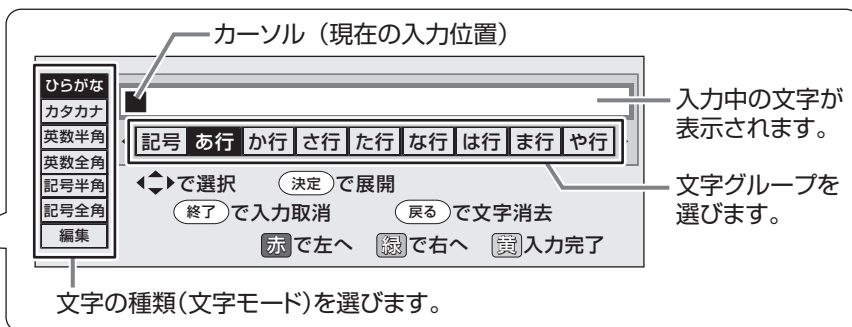 カーソル（現在の入力位置）
ひらがな
カタカナ
英数半角
英数全角
記号半角
記号全角
編集
入力中の文字が
表示されます。
記号 あ行 か行 さ行 た行 な行 は行 ま行 や行
で選択 決定で展開
終了で入力取消 戻るで文字消去
赤で左へ 緑で右へ 黄入力完了
文字グループを
選びます。
文字の種類（文字モード）を選びます。